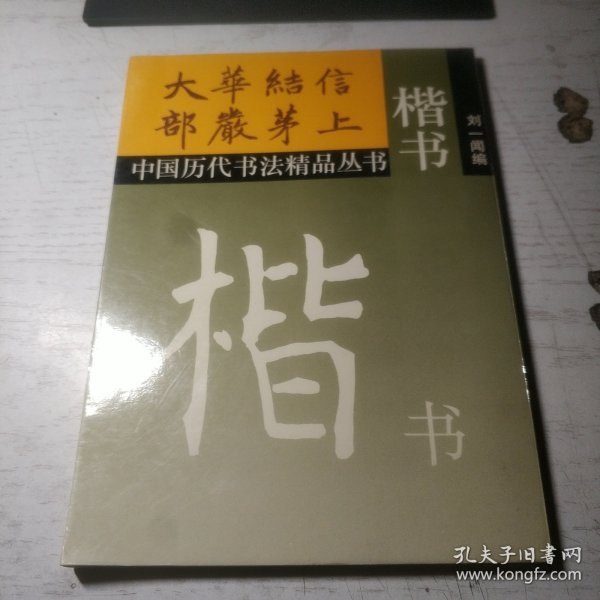 大華結信
部嚴茅上
中国历代书法精品丛书
楷书
刘一闻编
楷
书
孔夫子旧书网
www.kongfz.com